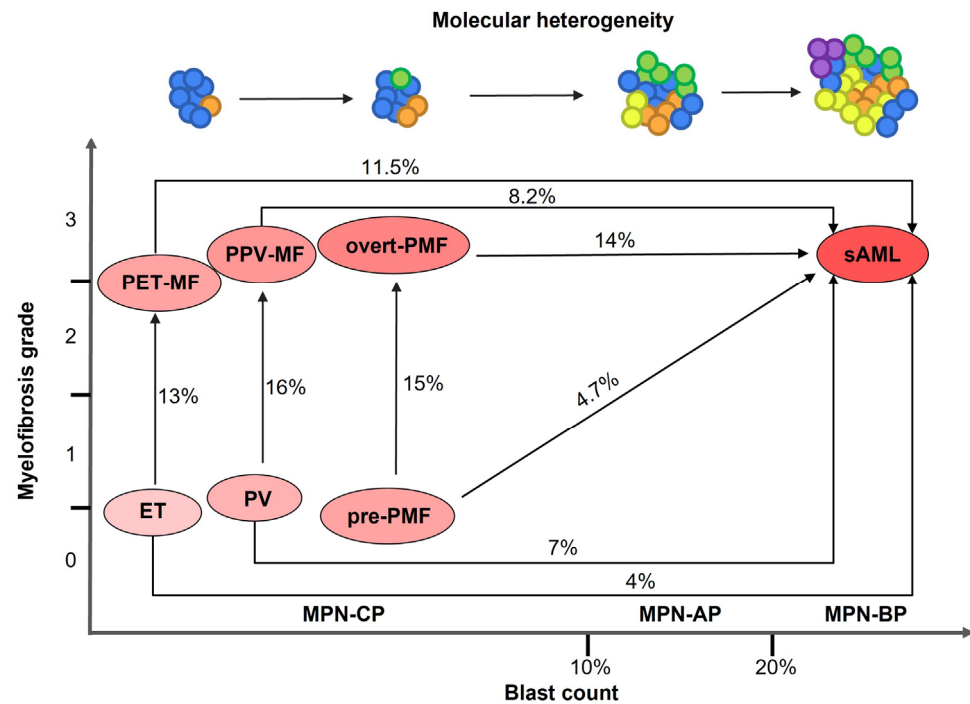 Molecular heterogeneity
11.5%
8.2%
3
PET-MF
PPV-MF
overt-PMF
14%
sAML
Myelofibrosis grade
2
13%
16%
15%
4.7%
1
ET
PV
pre-PMF
0
7%
4%
MPN-CP
MPN-AP
MPN-BP
10%
20%
Blast count